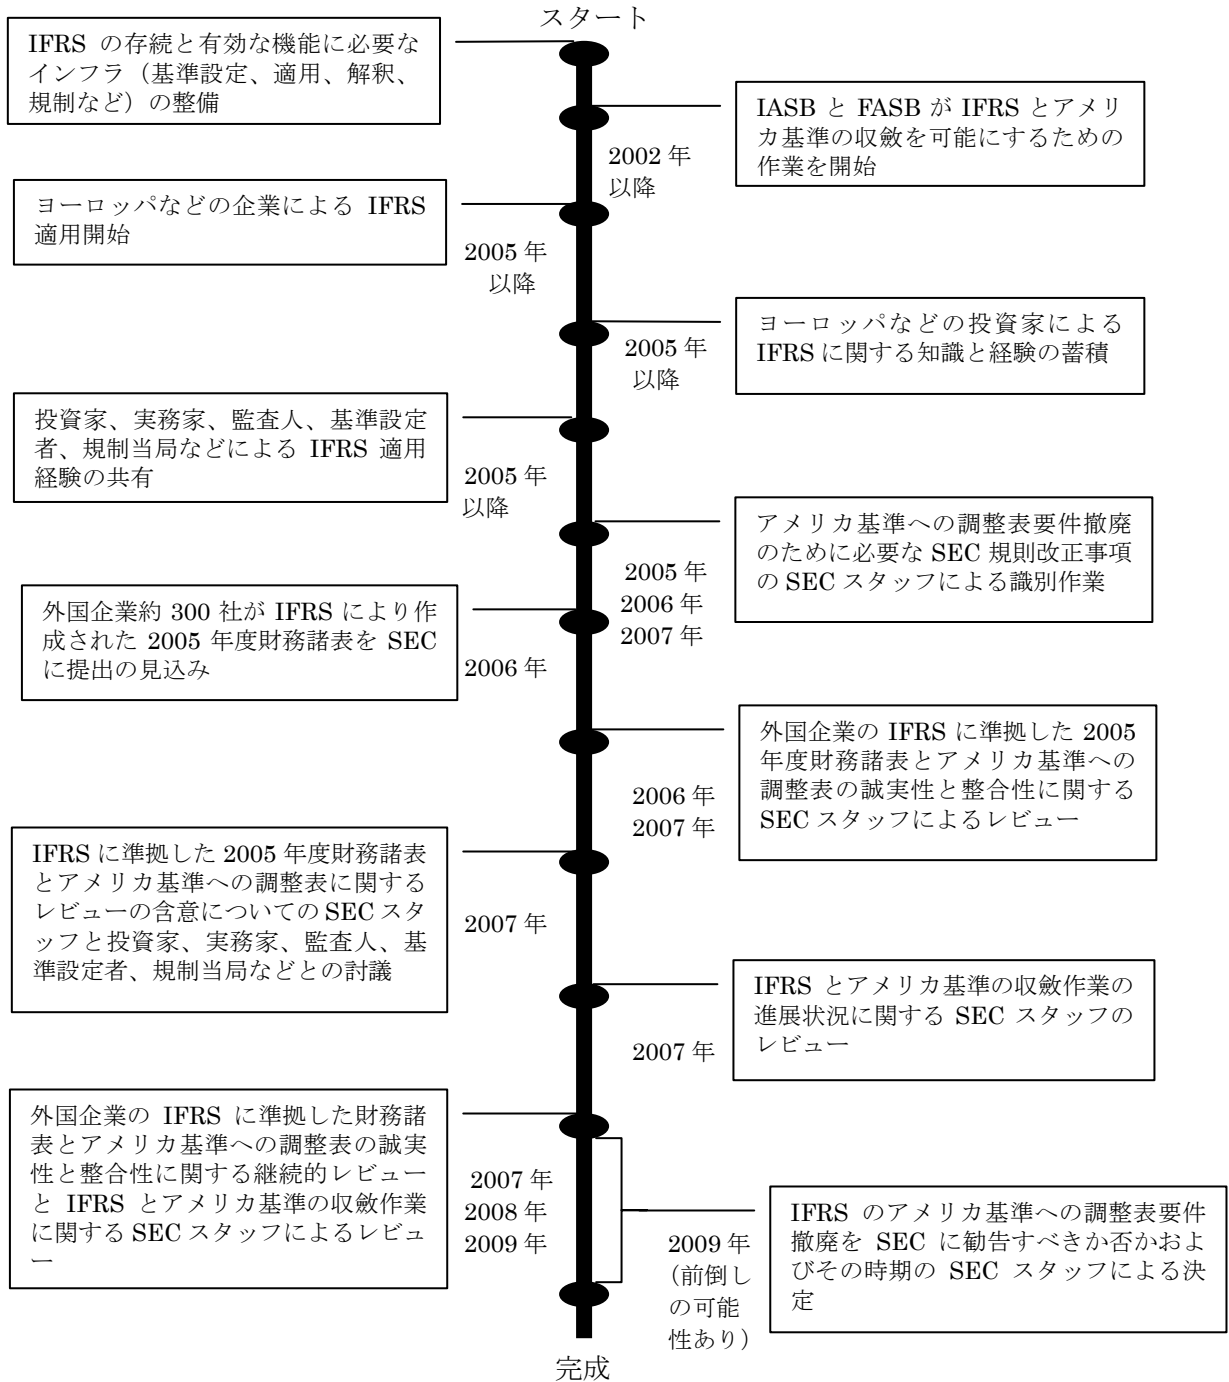 スタート
IFRS の存続と有効な機能に必要な
インフラ（基準設定、適用、解釈、
規制など）の整備
IASB と FASB が IFRS とアメリ
カ基準の収斂を可能にするための
作業を開始
2002 年
以降
ヨーロッパなどの企業による IFRS
適用開始
2005 年
以降
ヨーロッパなどの投資家による
IFRS に関する知識と経験の蓄積
2005 年
以降
投資家、実務家、監査人、基準設定
者、規制当局などによる IFRS 適用
経験の共有
2005 年
以降
アメリカ基準への調整表要件撤廃
のために必要な SEC 規則改正事項
の SEC スタッフによる識別作業
2005 年
2006 年
2007 年
外国企業約 300 社が IFRS により作
成された 2005 年度財務諸表を SEC
に提出の見込み
2006 年
外国企業の IFRS に準拠した 2005
年度財務諸表とアメリカ基準への
調整表の誠実性と整合性に関する
SEC スタッフによるレビュー
2006 年
2007 年
IFRS に準拠した 2005 年度財務諸表
とアメリカ基準への調整表に関する
レビューの含意についての SEC スタ
ッフと投資家、実務家、監査人、基
準設定者、規制当局などとの討議
2007 年
IFRS とアメリカ基準の収斂作業の
進展状況に関する SEC スタッフの
レビュー
2007 年
外国企業の IFRS に準拠した財務諸
表とアメリカ基準への調整表の誠実
性と整合性に関する継続的レビュー
と IFRS とアメリカ基準の収斂作業
に関する SEC スタッフによるレビュ
ー
2007 年
2008 年
2009 年
IFRS のアメリカ基準への調整表要件
撤廃を SEC に勧告すべきか否かおよ
びその時期の SEC スタッフによる決
定
2009 年
（前倒し
の可能
性あり）
完成